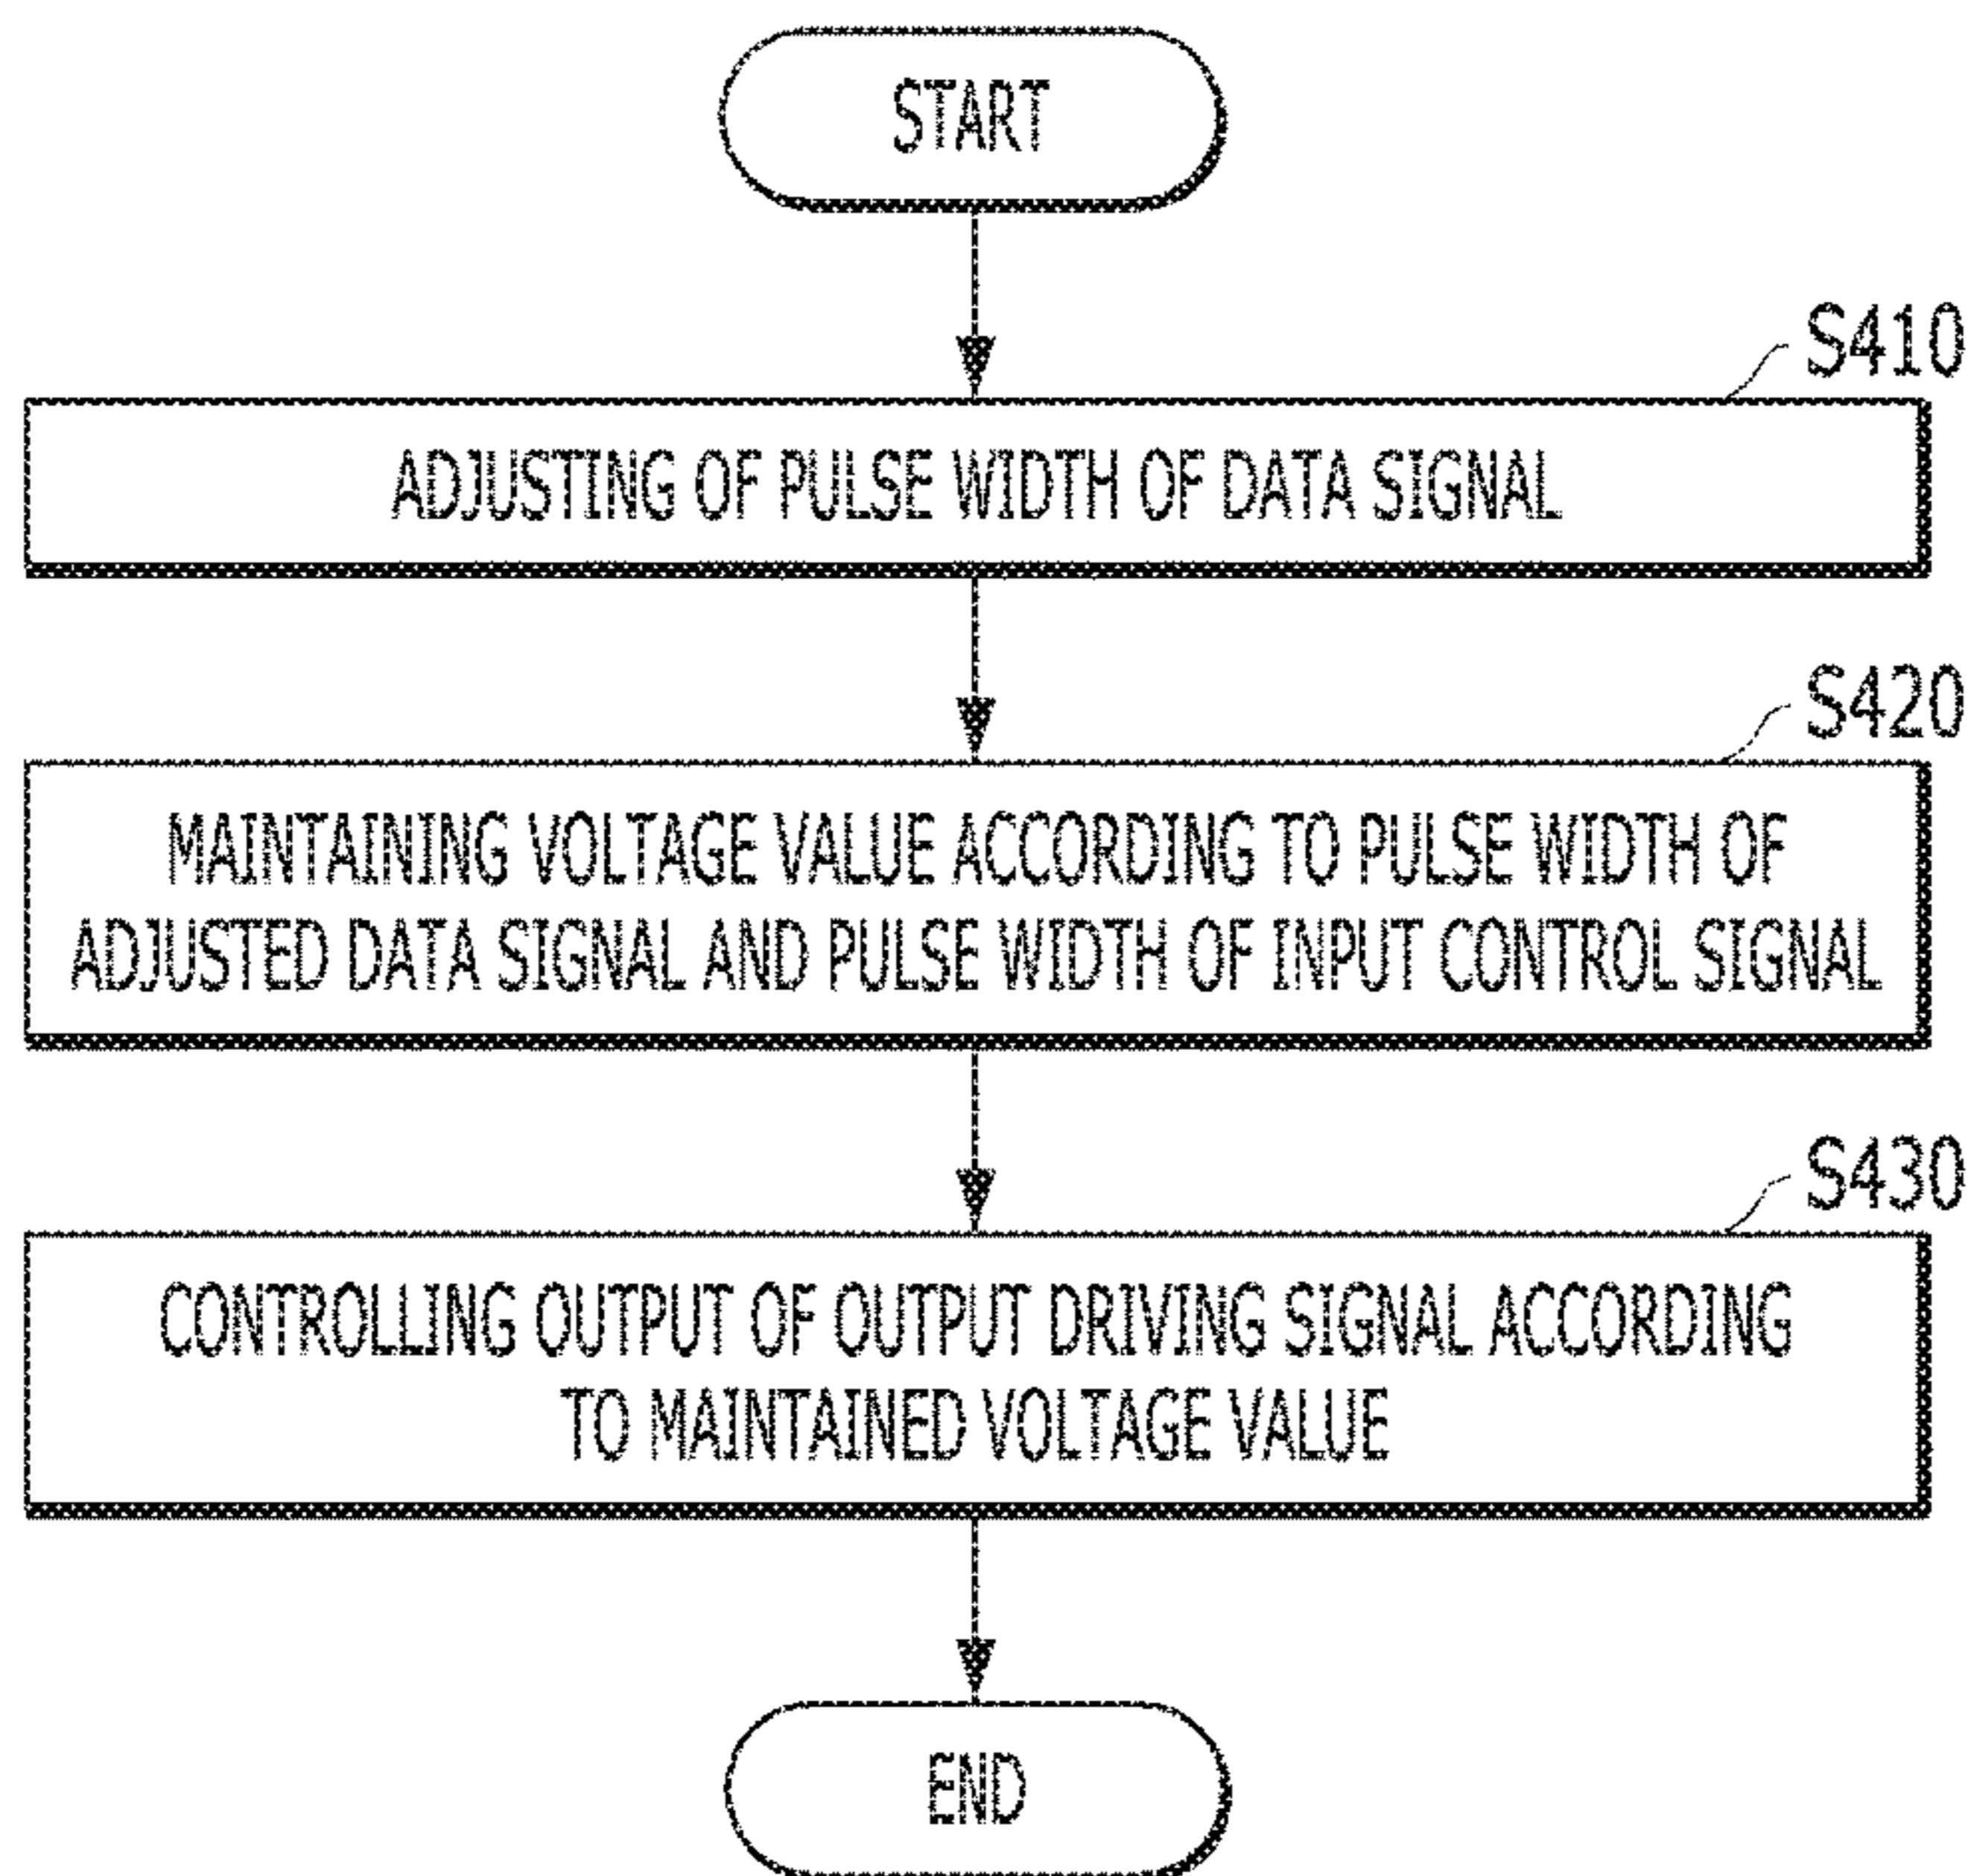 START
S410
ADJUSTING OF PULSE WIDTH OF DATA SIGNAL
S420
MAINTAINING VOLTAGE VALUE ACCORDING TO PULSE WIDTH OF
ADJUSTED DATA SIGNAL AND PULSE WIDTH OF INPUT CONTROL SIGNAL
S430
CONTROLLING OUTPUT OF OUTPUT DRIVING SIGNAL ACCORDING
TO MAINTAINED VOLTAGE VALUE
END